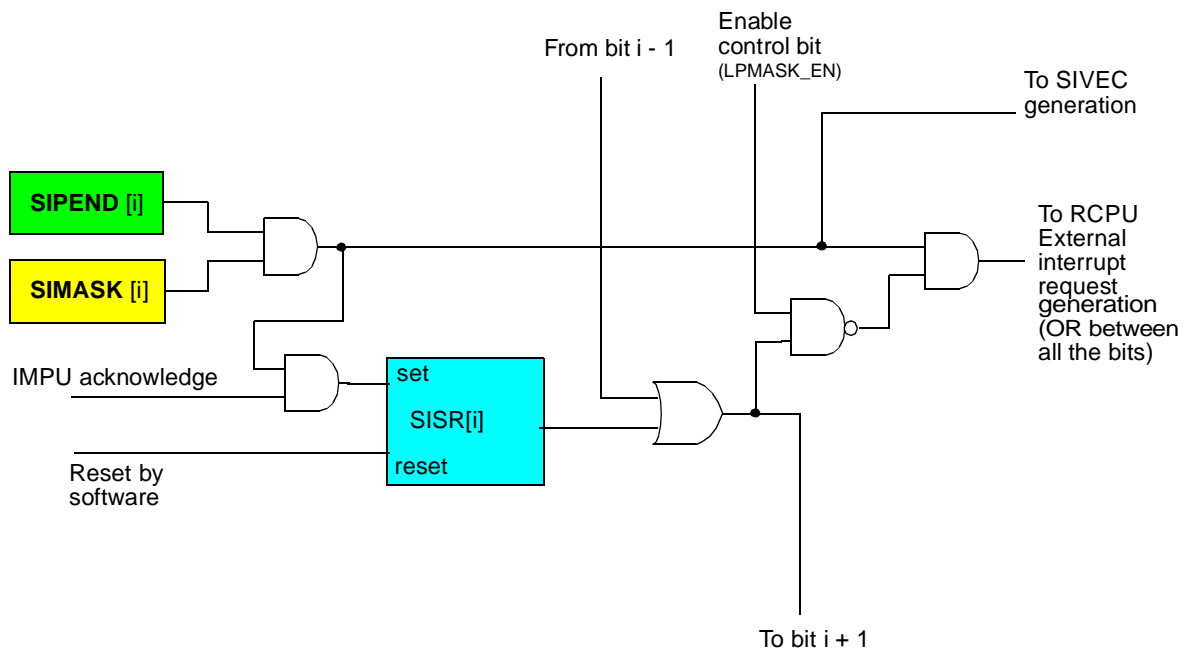 Enable
control bit
(LPMASK_EN)
From bit i - 1
To SIVEC
generation
SIPEND [i]
SIMASK [i]
To RCPU
External
interrupt
request
generation
(OR between
all the bits)
IMPU acknowledge
set
SISR[i]
reset
Reset by
software
To bit i + 1